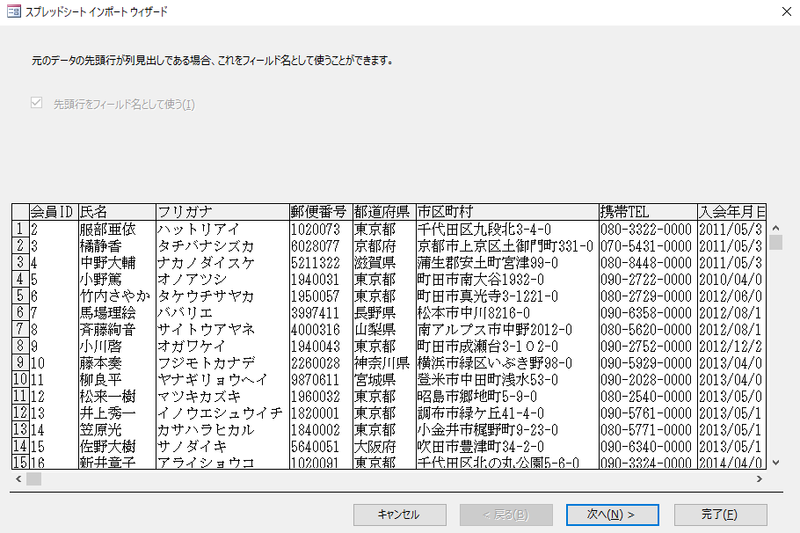 スプレッドシート インポート ウィザード
元のデータの先頭行が列見出しである場合、これをフィールド名として使うことができます。
先頭行をフィールド名として使う(I)
会員ID 氏名 フリガナ 郵便番号 都道府県 市区町村 携帯TEL 入会年月日
1 2 服部亜依 ハットリアイ 1020073 東京都 千代田区九段北3-4-0 080-3322-0000 2011/05/3
2 3 橘静香 タチバナシズカ 6028077 京都府 京都市上京区土御門町331-0 070-5431-0000 2011/05/3
3 4 中野大輔 ナカノダイスケ 5211322 滋賀県 蒲生郡安土町宮津99-0 080-8448-0000 2011/05/3
4 5 小野篤 オノアツシ 1940031 東京都 町田市南大谷1932-0 090-2722-0000 2010/04/0
5 6 竹内さやか タケウチサヤカ 1950057 東京都 町田市真光寺3-1221-0 080-2729-0000 2012/06/0
6 7 馬場理絵 ババリエ 3997411 長野県 松本市中川8216-0 090-6358-0000 2012/08/1
7 8 斉藤絢音 サイトウアヤネ 4000316 山梨県 南アルプス市中野2012-0 080-5620-0000 2012/08/1
8 9 小川啓 オガワケイ 1940043 東京都 町田市成瀬台3-1０2-0 090-2752-0000 2012/12/2
9 10 藤本奏 フジモトカナデ 2260028 神奈川県 横浜市緑区いぶき野98-0 090-5929-0000 2013/04/0
10 11 柳良平 ヤナギリョウヘイ 9870611 宮城県 登米市中田町浅水53-0 090-2028-0000 2013/04/0
11 12 松来一樹 マツキカズキ 1960032 東京都 昭島市郷地町5-9-0 080-2540-0000 2013/05/0
12 13 井上秀一 イノウエシュウイチ 1820001 東京都 調布市緑ケ丘41-4-0 090-5761-0000 2013/05/1
13 14 笠原光 カサハラヒカル 1840002 東京都 小金井市梶野町9-23-0 080-5771-0000 2013/05/1
14 15 佐野大樹 サノダイキ 5640051 大阪府 吹田市豊津町34-2-0 090-6340-0000 2013/05/1
15 16 新井章子 アライショウコ 1020091 東京都 千代田区北の丸公園5-6-0 090-3324-0000 2014/04/0
キャンセル < 戻る(B) 次へ(N) > 完了(F)